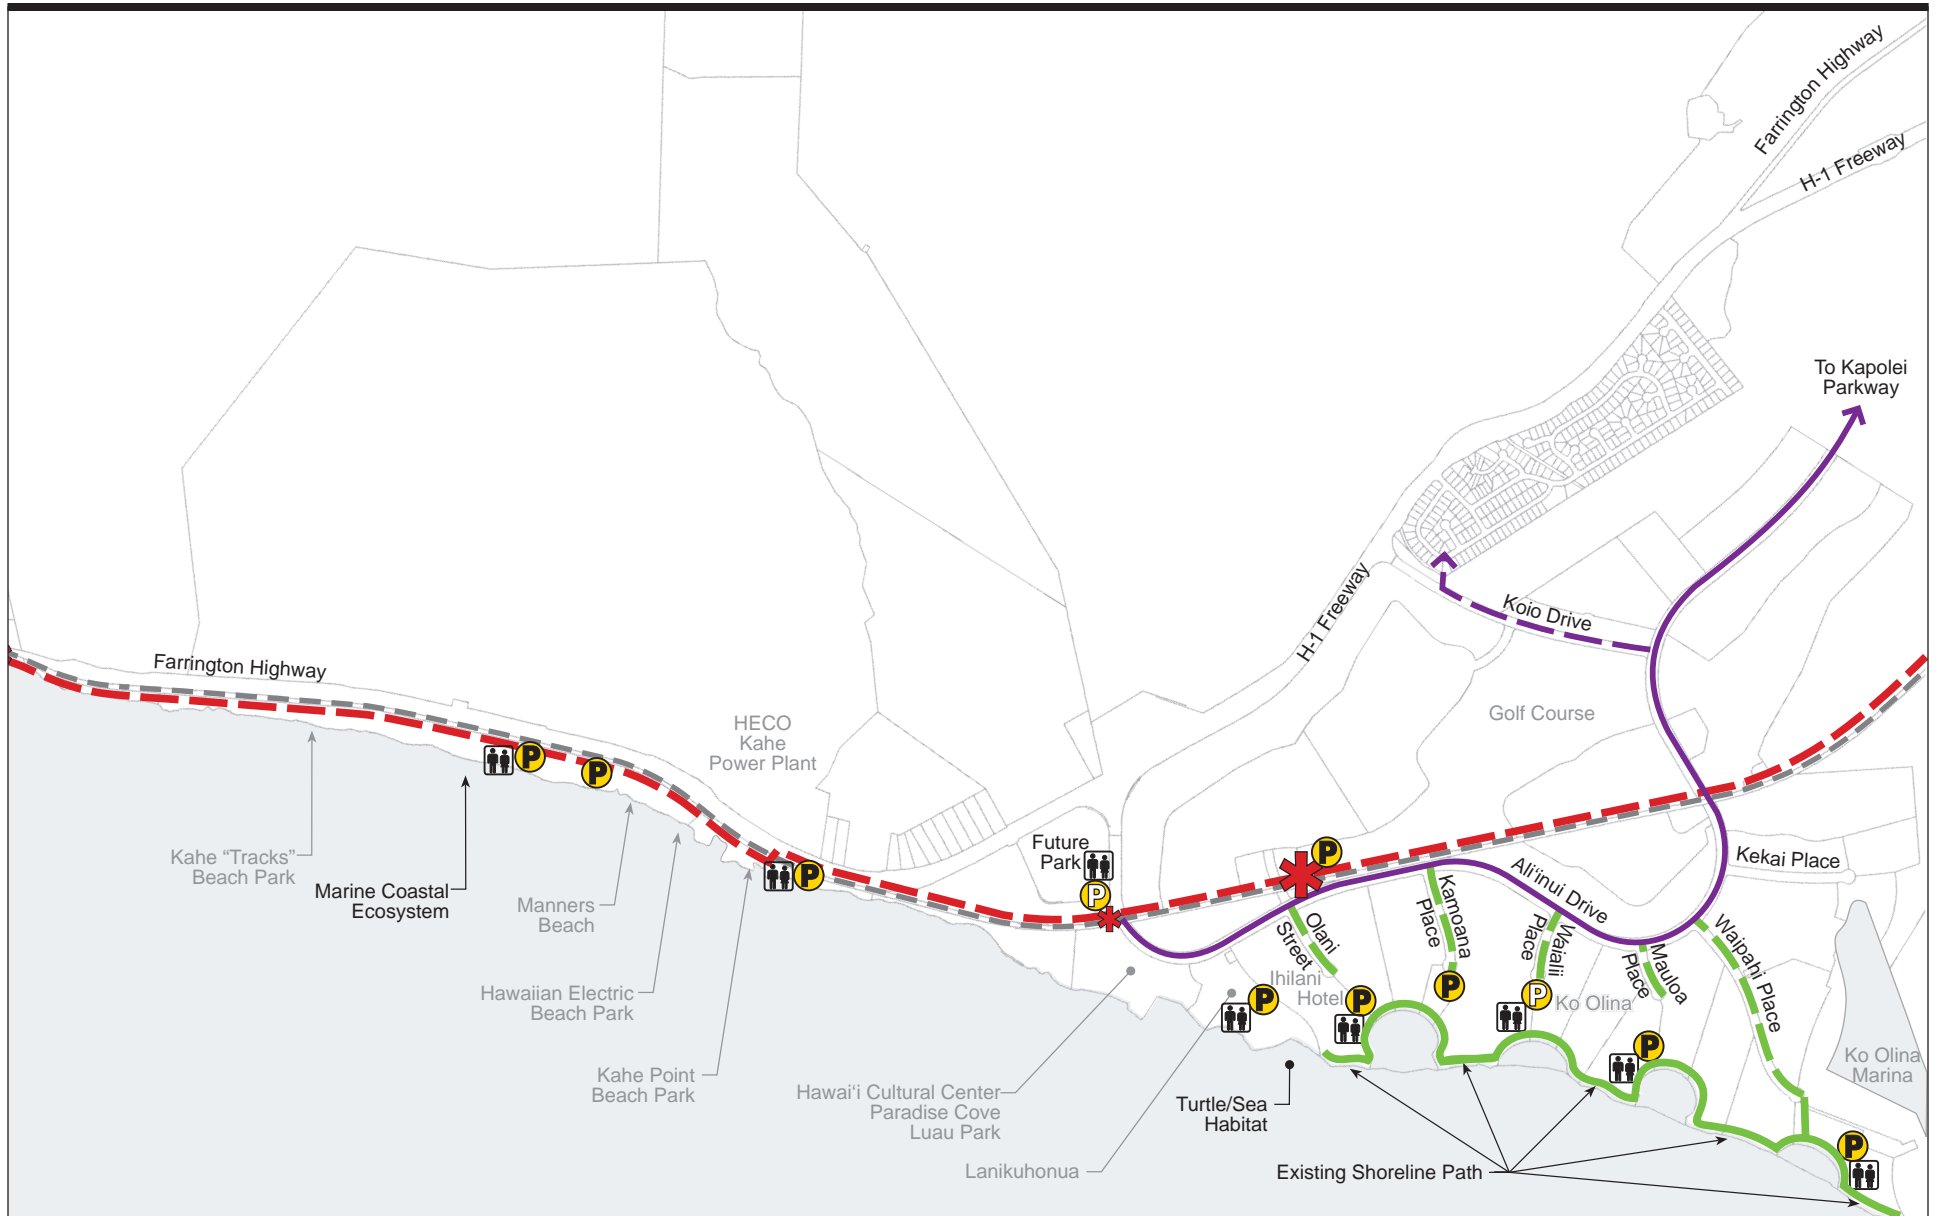 Farrington Highway
H-1 Freeway
To Kapolei
Parkway
H-1 Freeway
Koio Drive
Farrington Highway
Golf Course
HECO
Kahe
Power Plant
P
P
Kahe “Tracks”
Beach Park
Marine Coastal
Ecosystem
Manners
Beach
P
Future
Park
P
P
Kekai Place
Ali‘inui Drive
Olani
Street
Kamoana
Place
Waialii
Place
Mauloa
Place
Waipahi Place
Hawaiian Electric
Beach Park
Ihilani
Hotel
P
P
P
P
Ko Olina
P
Ko Olina
Marina
Kahe Point
Beach Park
Hawai‘i Cultural Center
Paradise Cove
Luau Park
Turtle/Sea
Habitat
Lanikuhonua
Existing Shoreline Path
P